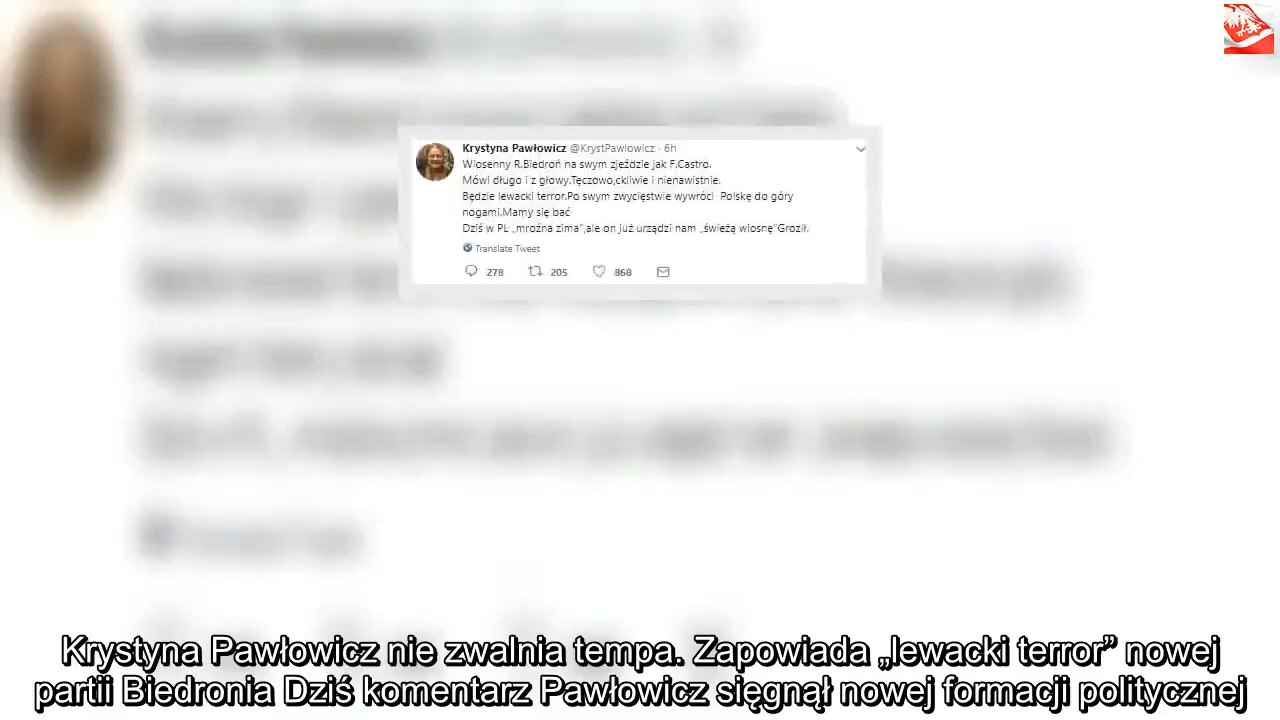 Krystyna Pawłowicz @KrystPawlowicz · 6h
Wiosenny R.Biedroń na swym zjeździe jak F.Castro.
Mówi długo i z głowy.Tęczowo,ckliwie i nienawistnie.
Będzie lewacki terror.Po swym zwycięstwie wywróci Polskę do góry
nogami.Mamy się bać
Dziś w PL „mroźna zima",ale on już urządzi nam „świeżą wiosnę"Groził.
Translate Tweet
278 205 868
Krystyna Pawłowicz nie zwalnia tempa. Zapowiada „lewacki terror” nowej
partii Biedronia Dziś komentarz Pawłowicz sięgnął nowej formacji politycznej